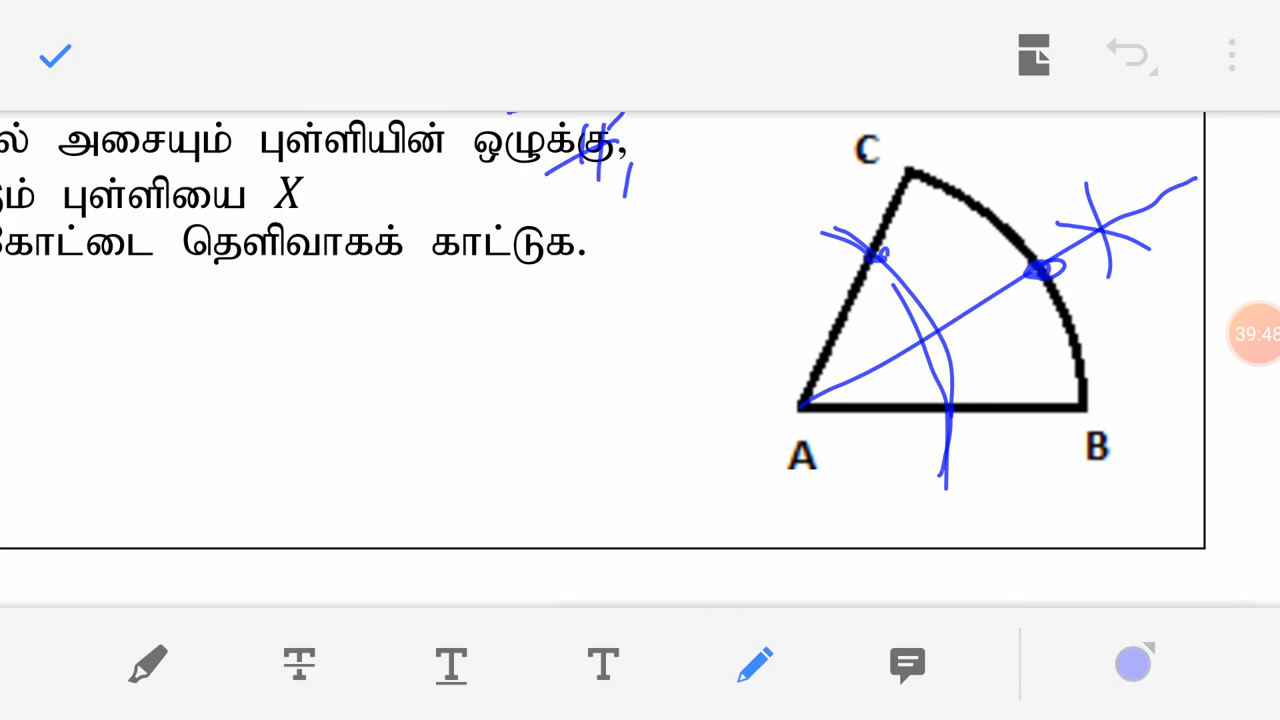 ல் அசையும் புள்ளியின் ஒழுக்கு,
ம் புள்ளியை X
கோட்டை தெளிவாகக் காட்டுக.
C
A
B
39:48
T
T
T